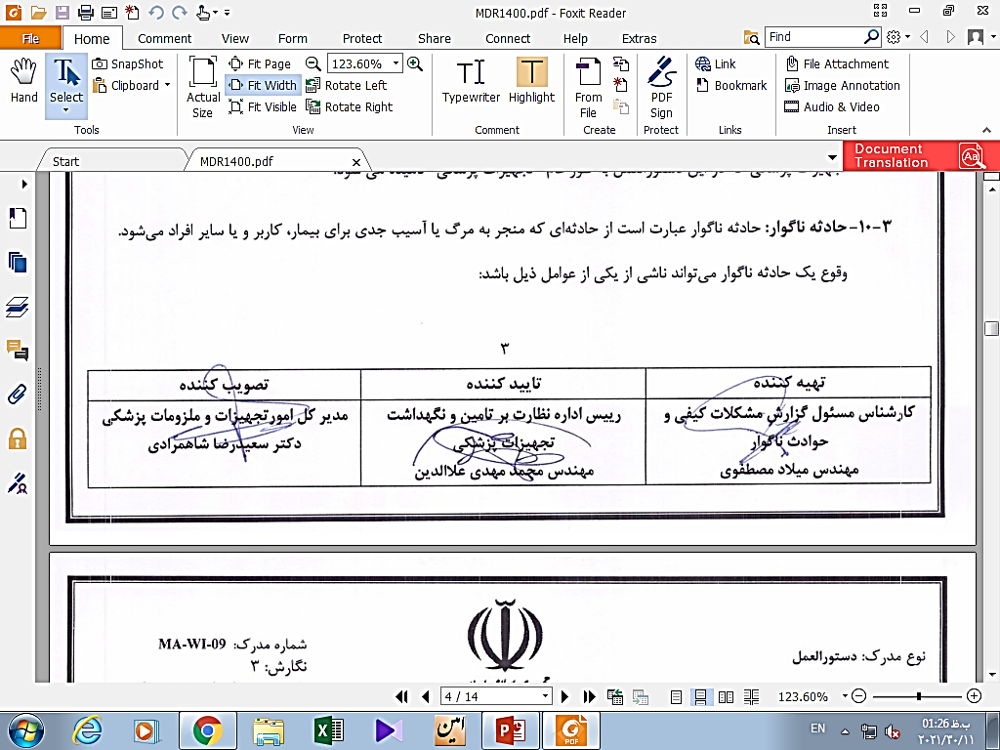 MDR1400.pdf - Foxit Reader
File Home Comment View Form Protect Share Connect Help Extras Find
Hand
Select
SnapShot
Clipboard
Tools
Actual Size
Fit Page
Fit Width
Fit Visible
123.60%
Rotate Left
Rotate Right
View
Typewriter
Highlight
Comment
From File
Create
PDF Sign
Protect
Link
Bookmark
Links
File Attachment
Image Annotation
Audio & Video
Insert
Start
MDR1400.pdf
Document Translation
۳-۱۰- حادثه ناگوار: حادثه ناگوار عبارت است از حادثه‌ای که منجر به مرگ یا آسیب جدی برای بیمار، کاربر و یا سایر افراد می‌شود.
وقوع یک حادثه ناگوار می‌تواند ناشی از یکی از عوامل ذیل باشد:
۳
تهیه کننده
کارشناس مسئول گزارش مشکلات کیفی و
حوادث ناگوار
مهندس میلاد مصطفوی
تایید کننده
رییس اداره نظارت بر تامین و نگهداشت
تجهیزات پزشکی
مهندس محمد مهدی علاالدین
تصویب کننده
مدیر کل امور تجهیزات و ملزومات پزشکی
دکتر سعیدرضا شاهمرادی
نوع مدرک: دستورالعمل
شماره مدرک: MA-WI-09
نگارش: ۳
4 / 14
123.60%
امین
EN
01:26 ب.ظ
۲۰۲۱/۳۰/۱۱